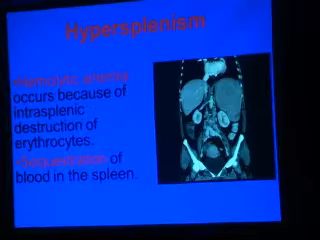 Hypersplenism
•Hemolytic anemia
occurs because of
intrasplenic
destruction of
erythrocytes.
•Sequestration of
blood in the spleen.